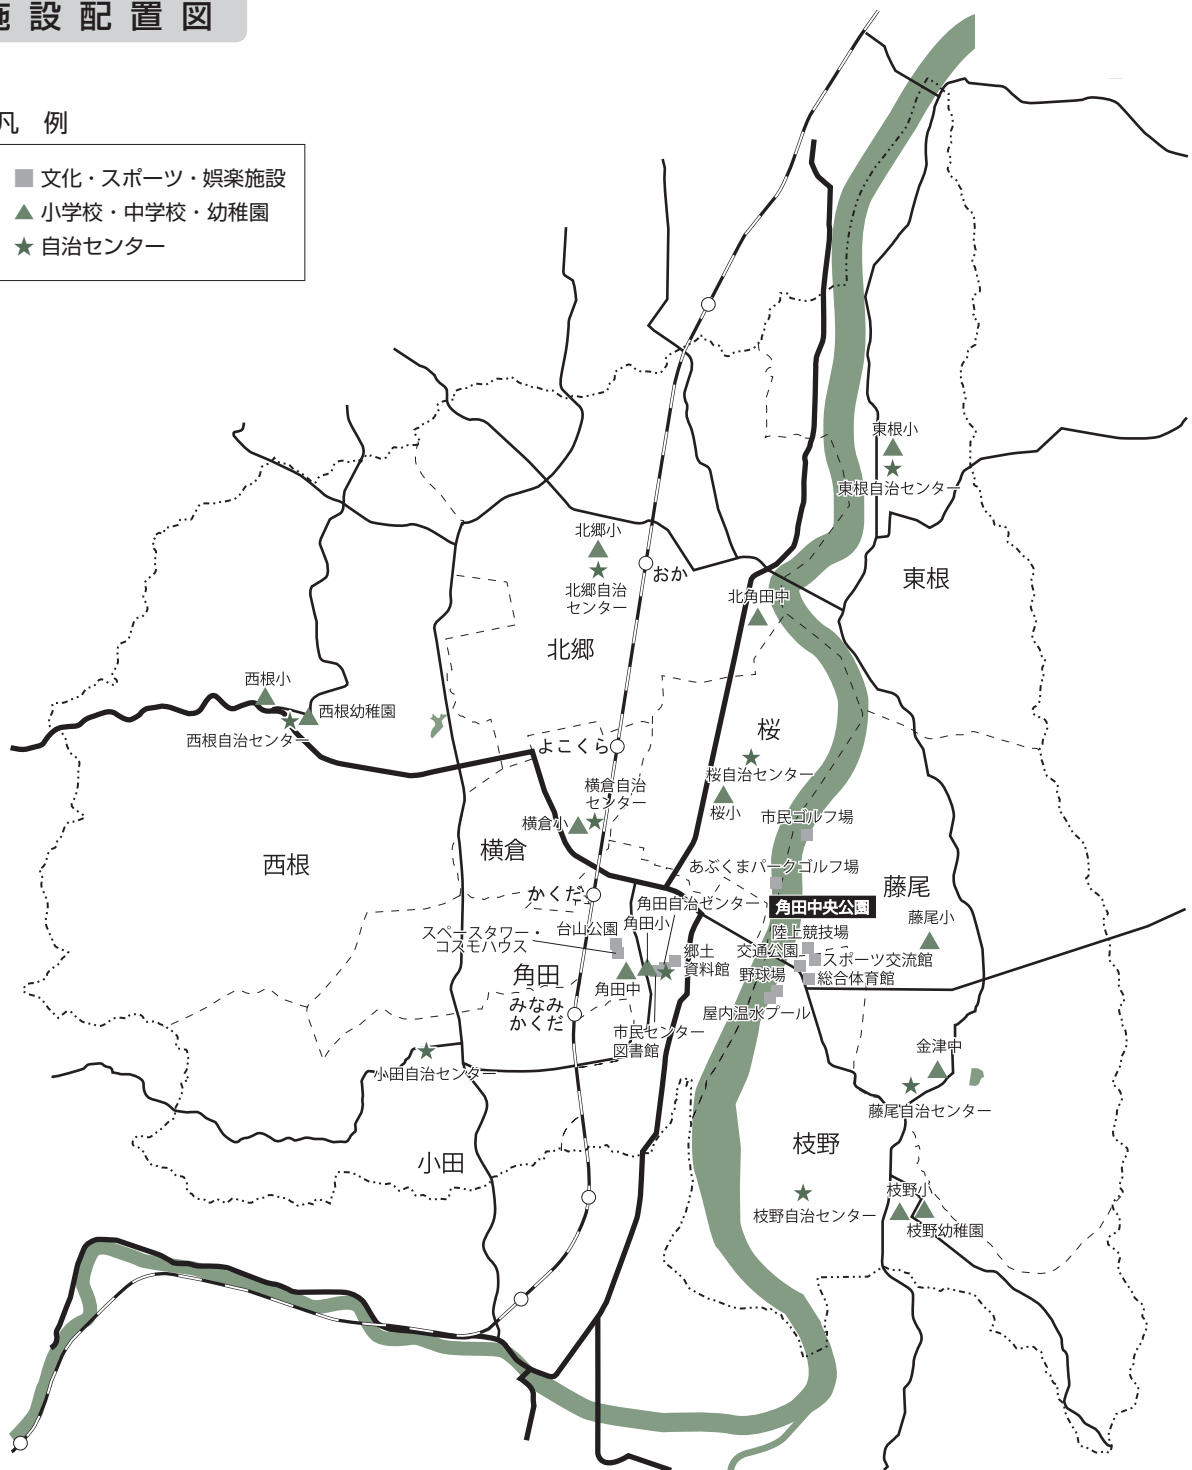 施設配置図
凡 例
文化・スポーツ・娯楽施設
小学校・中学校・幼稚園
自治センター
東根小
東根自治センター
北郷小
おか
北郷自治
センター
東根
北角田中
北郷
西根小
西根幼稚園
西根自治センター
桜
よこくら
桜自治センター
横倉自治
センター
桜小
市民ゴルフ場
横倉小
横倉
西根
あぶくまパークゴルフ場
藤尾
かくだ
角田自治センター
角田中央公園
藤尾小
台山公園
角田小
スペースタワー・
コスモハウス
陸上競技場
郷土
資料館
交通公園
スポーツ交流館
角田
野球場
総合体育館
角田中
みなみ
かくだ
屋内温水プール
市民センター
図書館
金津中
小田自治センター
藤尾自治センター
枝野
小田
枝野小
枝野自治センター
枝野幼稚園